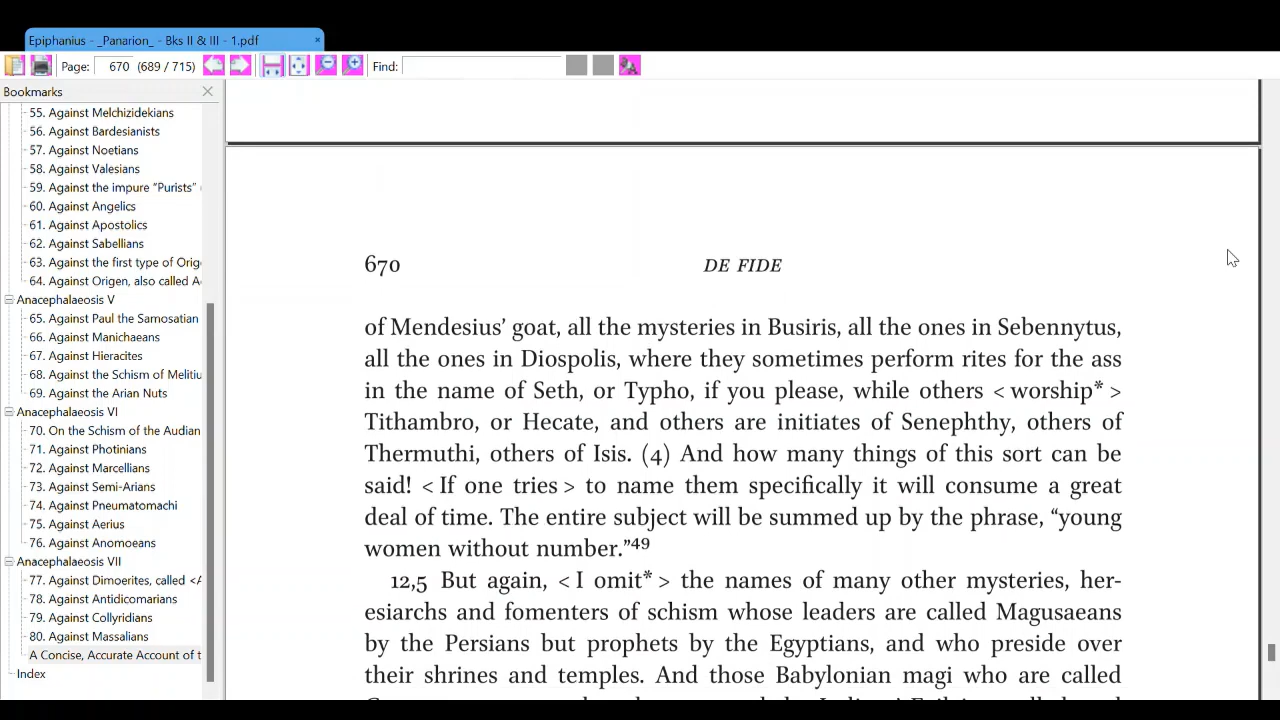 Epiphanius - _Panarion_ - Bks II & III - 1.pdf ×
Page: 670 (689 / 715) Find:
Bookmarks
55. Against Melchizedekians
56. Against Bardesianists
57. Against Noetians
58. Against Valesians
59. Against the impure “Purists” (
60. Against Angelics
61. Against Apostolics
62. Against Sabellians
63. Against the first type of Orig
64. Against Origen, also called A
Anacephalaeosis V
65. Against Paul the Samosatian
66. Against Manichaeans
67. Against Hieracites
68. Against the Schism of Melitiu
69. Against the Arian Nuts
Anacephalaeosis VI
70. On the Schism of the Audian
71. Against Photinians
72. Against Marcellians
73. Against Semi-Arians
74. Against Pneumatomachi
75. Against Aerius
76. Against Anomoeans
Anacephalaeosis VII
77. Against Dimoerites, called <A
78. Against Antidicomarians
79. Against Collyridians
80. Against Massalians
A Concise, Accurate Account of t
Index
670 DE FIDE
of Mendesius’ goat, all the mysteries in Busiris, all the ones in Sebennytus,
all the ones in Diospolis, where they sometimes perform rites for the ass
in the name of Seth, or Typho, if you please, while others < worship* >
Tithambro, or Hecate, and others are initiates of Senephthy, others of
Thermuthi, others of Isis. (4) And how many things of this sort can be
said! < If one tries > to name them specifically it will consume a great
deal of time. The entire subject will be summed up by the phrase, “young
women without number.”49
12,5 But again, < I omit* > the names of many other mysteries, her-
esiarchs and fomenters of schism whose leaders are called Magusaeans
by the Persians but prophets by the Egyptians, and who preside over
their shrines and temples. And those Babylonian magi who are called